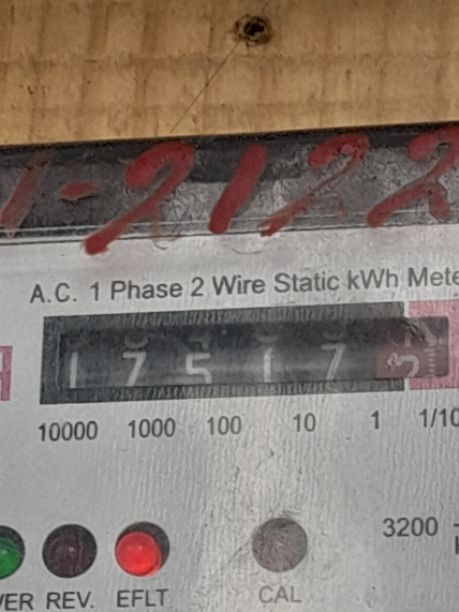 1-2122
A.C. 1 Phase 2 Wire Static kWh Mete
1 7 5 1 7 3
10000 1000 100 10 1 1/10
3200
WER REV. EFLT CAL